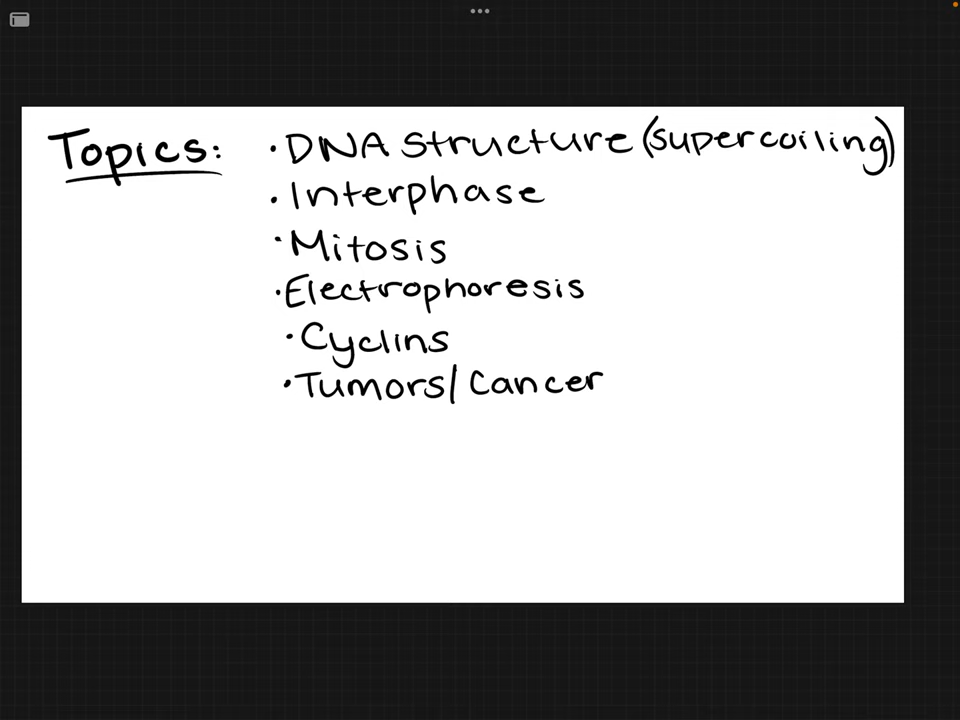 Topics: • DNA Structure (supercoiling)
• Interphase
• Mitosis
• Electrophoresis
• Cyclins
• Tumors/Cancer